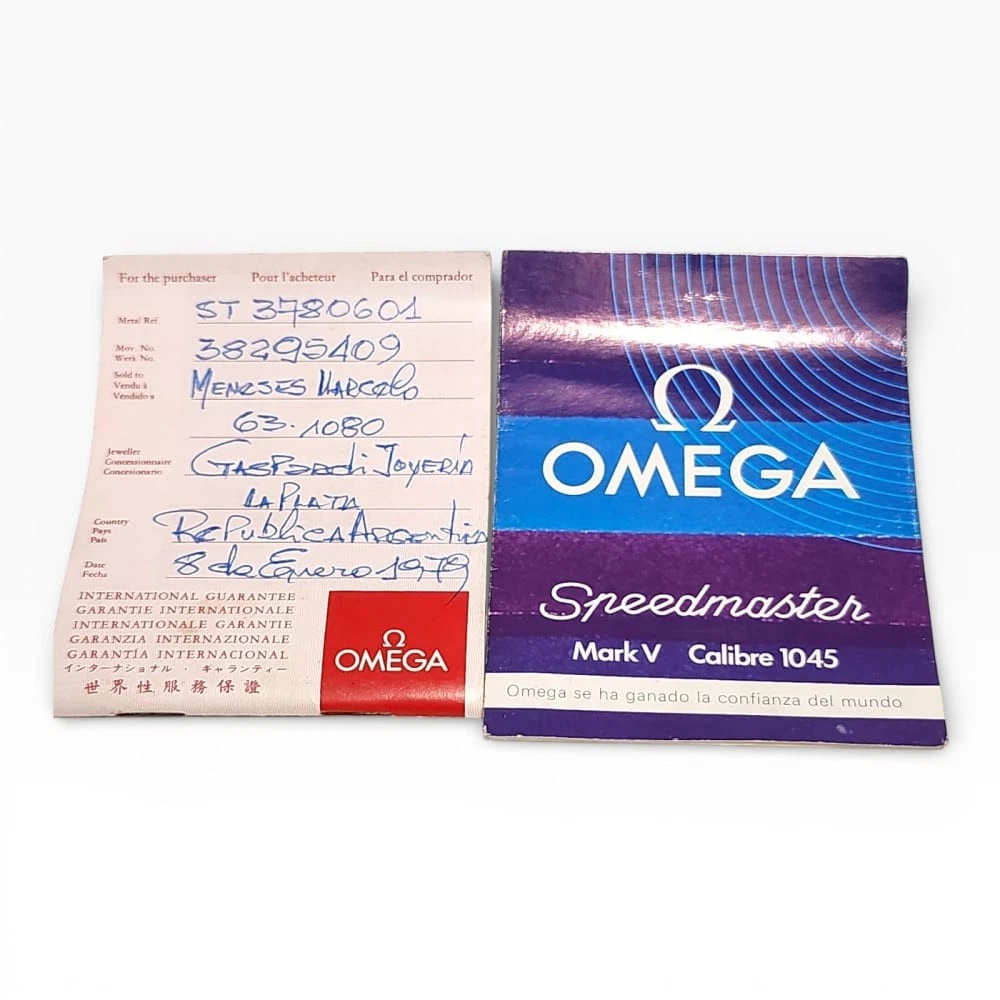 For the purchaser Pour l'acheteur Para el comprador
Metal Ref. ST 3780601
Mov. No.
Werk No. 38295409
Sold to
Vendu à
Vendido a
Meneses Marcelo
63.1080
Jeweller
Concessionnaire
Concesionario
Gaspardi Joyería
La Plata
Country
Pays
País
Republica Argentina
Date
Fecha
8 de Enero 1979
INTERNATIONAL GUARANTEE
GARANTIE INTERNATIONALE
INTERNATIONALE GARANTIE
GARANZIA INTERNAZIONALE
GARANTÍA INTERNACIONAL
インターナショナル・ギャランティー
世界性服務保證
Ω
OMEGA
Ω
OMEGA
Speedmaster
Mark V Calibre 1045
Omega se ha ganado la confianza del mundo